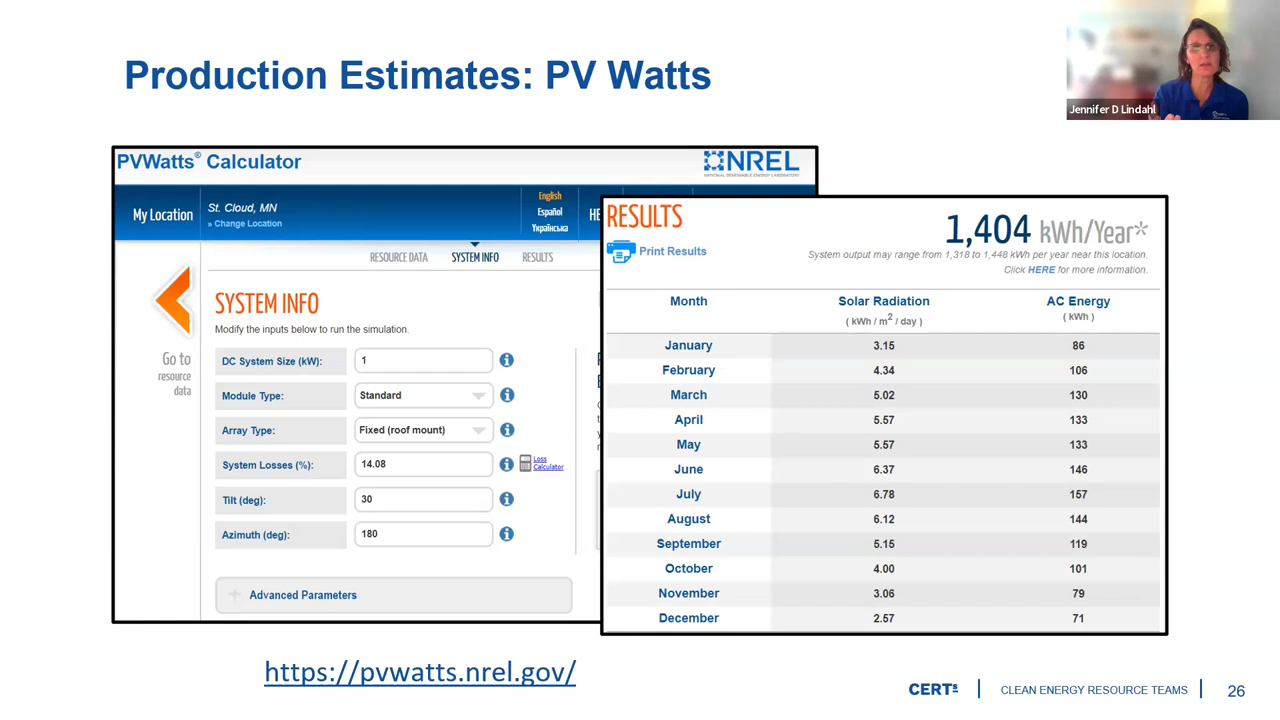 Production Estimates: PV Watts
Jennifer D Lindahl
PVWatts® Calculator
NREL
NATIONAL RENEWABLE ENERGY LABORATORY
My Location
St. Cloud, MN
» Change Location
English
Español
Українська
HE
RESOURCE DATA
SYSTEM INFO
RESULTS
Go to
resource
data
SYSTEM INFO
Modify the inputs below to run the simulation.
DC System Size (kW): 1
Module Type: Standard
Array Type: Fixed (roof mount)
System Losses (%): 14.08
Loss
Calculator
Tilt (deg): 30
Azimuth (deg): 180
Advanced Parameters
RESULTS
Print Results
1,404 kWh/Year*
System output may range from 1,318 to 1,448 kWh per year near this location.
Click HERE for more information.
Month Solar Radiation AC Energy
( kWh / m2 / day ) ( kWh )
January 3.15 86
February 4.34 106
March 5.02 130
April 5.57 133
May 5.57 133
June 6.37 146
July 6.78 157
August 6.12 144
September 5.15 119
October 4.00 101
November 3.06 79
December 2.57 71
https://pvwatts.nrel.gov/
CERTs
CLEAN ENERGY RESOURCE TEAMS
26